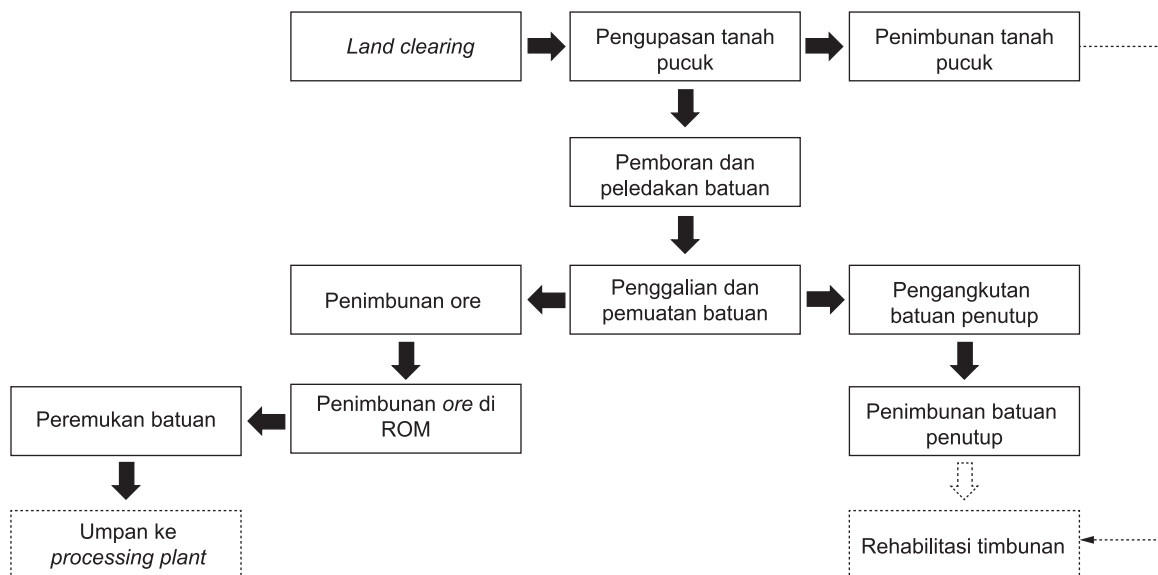 Land clearing
Pengupasan tanah
pucuk
Penimbunan tanah
pucuk
Pemboran dan
peledakan batuan
Penimbunan ore
Penggalian dan
pemuatan batuan
Pengangkutan
batuan penutup
Peremukan batuan
Penimbunan ore di
ROM
Penimbunan batuan
penutup
Umpan ke
processing plant
Rehabilitasi timbunan